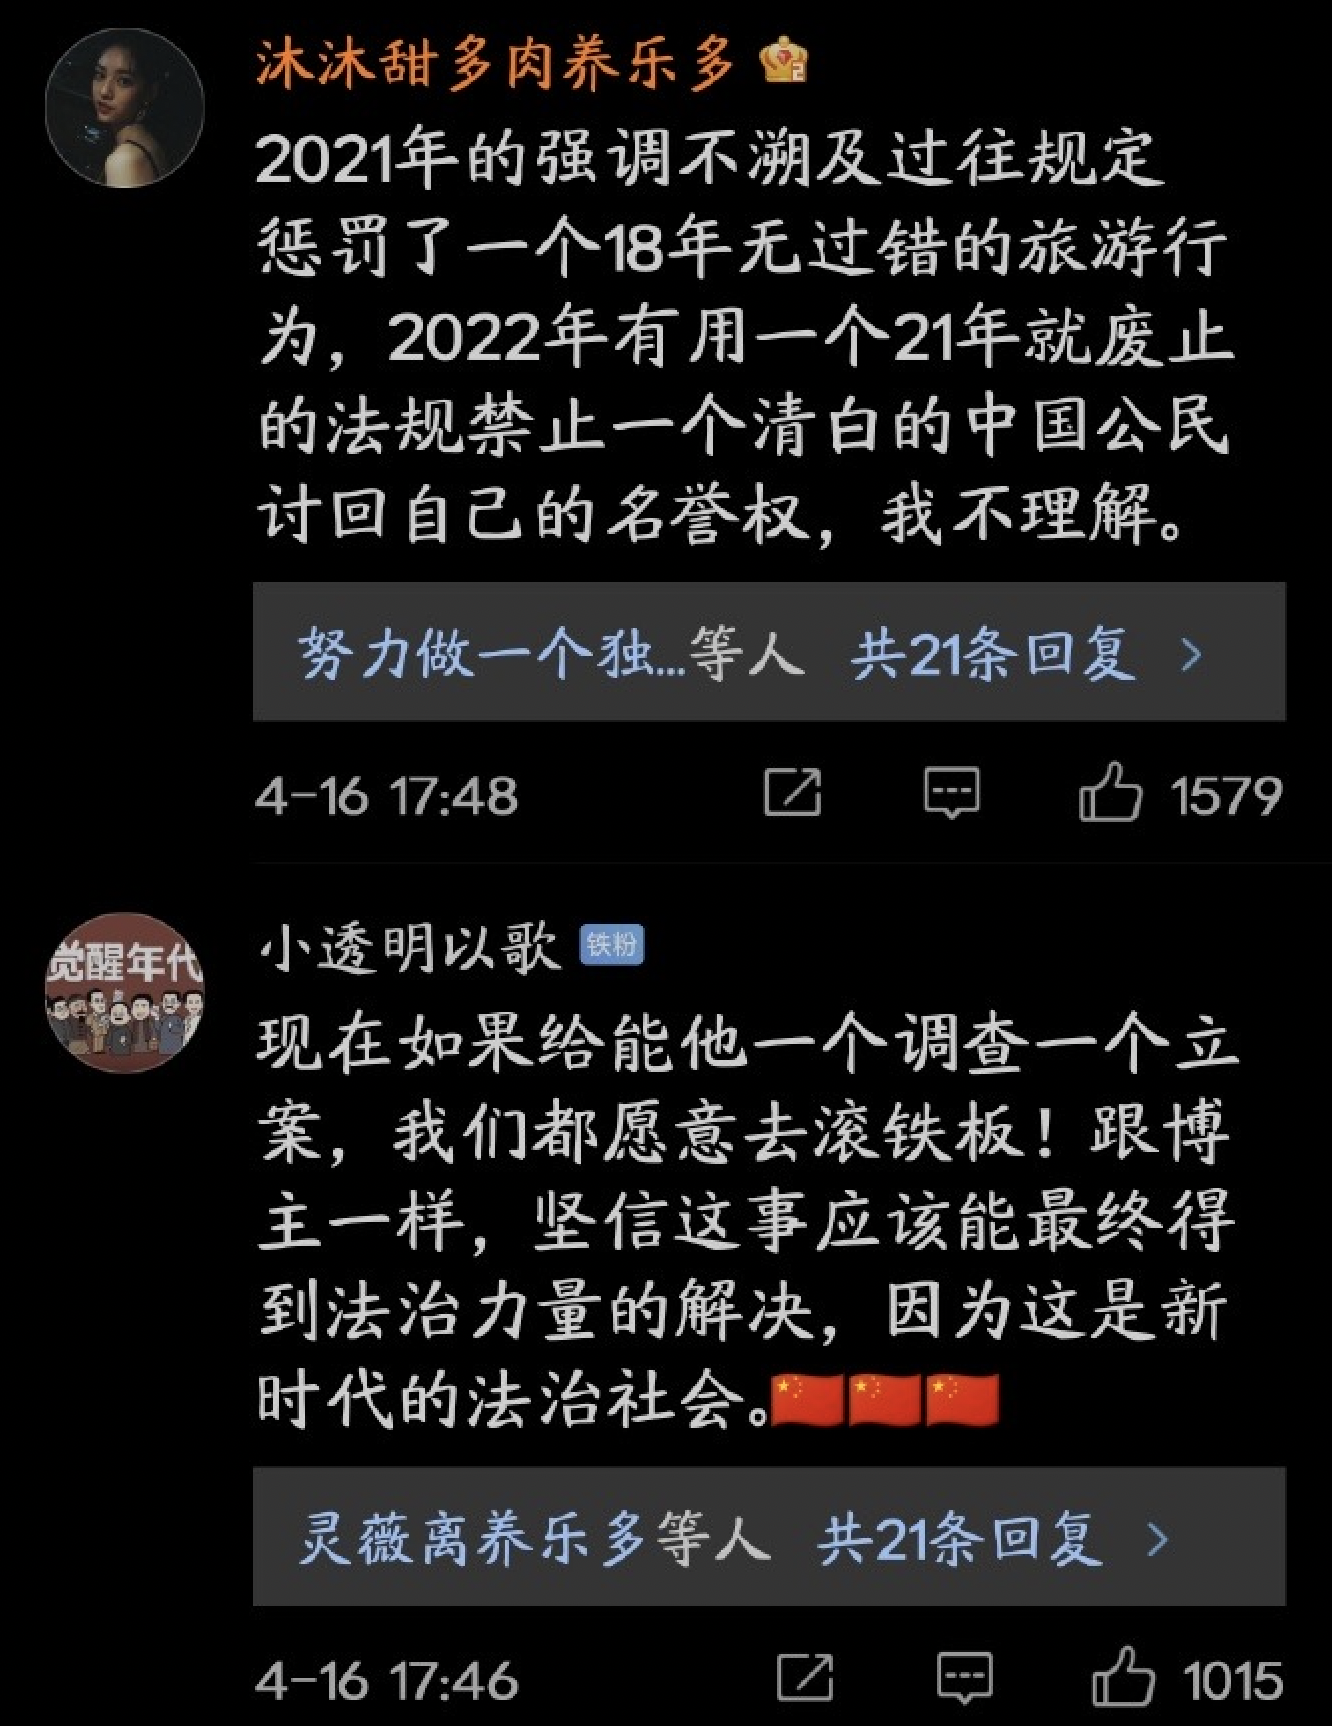 沐沐甜多肉养乐多
2021年的强调不溯及过往规定
惩罚了一个18年无过错的旅游行
为，2022年有用一个21年就废止
的法规禁止一个清白的中国公民
讨回自己的名誉权，我不理解。
努力做一个独...等人 共21条回复
4-16 17:48 1579
觉醒年代
小透明以歌 铁粉
现在如果给能他一个调查一个立
案，我们都愿意去滚铁板！跟博
主一样，坚信这事应该能最终得
到法治力量的解决，因为这是新
时代的法治社会。🇨🇳🇨🇳🇨🇳
灵薇离养乐多等人 共21条回复
4-16 17:46 1015